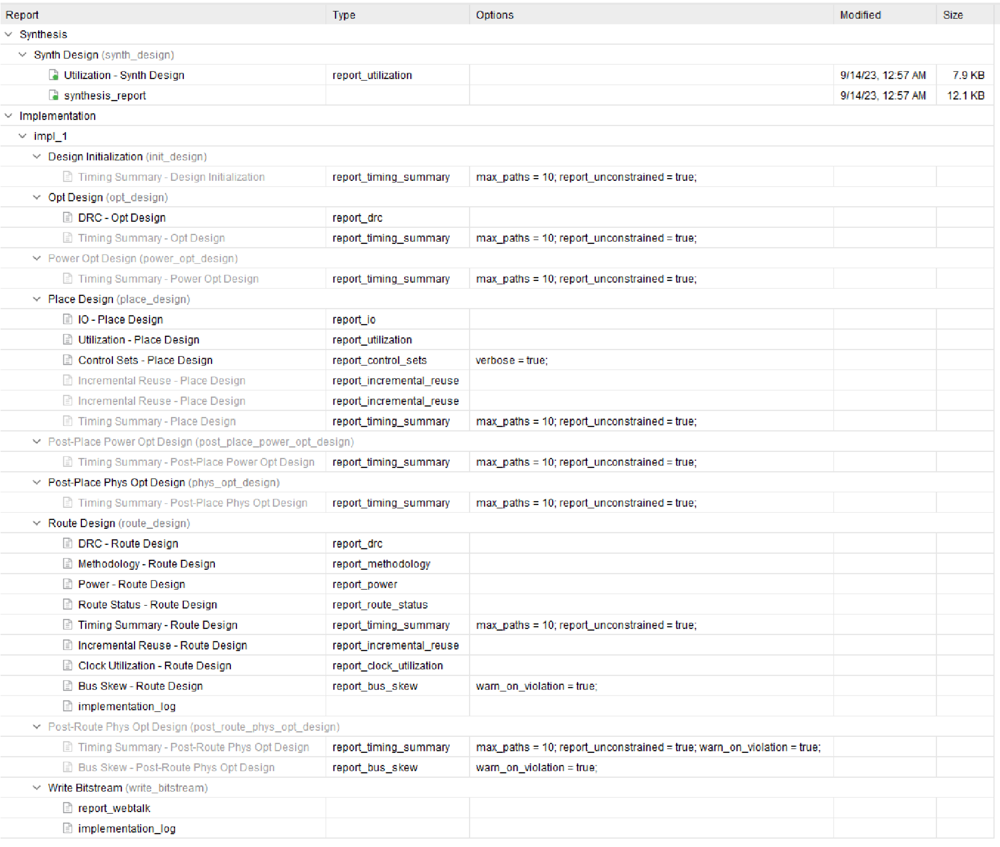 Report Type Options Modified Size
Synthesis
Synth Design (synth_design)
Utilization - Synth Design report_utilization 9/14/23, 12:57 AM 7.9 KB
synthesis_report 9/14/23, 12:57 AM 12.1 KB
Implementation
impl_1
Design Initialization (init_design)
Timing Summary - Design Initialization report_timing_summary max_paths = 10; report_unconstrained = true;
Opt Design (opt_design)
DRC - Opt Design report_drc
Timing Summary - Opt Design report_timing_summary max_paths = 10; report_unconstrained = true;
Power Opt Design (power_opt_design)
Timing Summary - Power Opt Design report_timing_summary max_paths = 10; report_unconstrained = true;
Place Design (place_design)
IO - Place Design report_io
Utilization - Place Design report_utilization
Control Sets - Place Design report_control_sets verbose = true;
Incremental Reuse - Place Design report_incremental_reuse
Incremental Reuse - Place Design report_incremental_reuse
Timing Summary - Place Design report_timing_summary max_paths = 10; report_unconstrained = true;
Post-Place Power Opt Design (post_place_power_opt_design)
Timing Summary - Post-Place Power Opt Design report_timing_summary max_paths = 10; report_unconstrained = true;
Post-Place Phys Opt Design (phys_opt_design)
Timing Summary - Post-Place Phys Opt Design report_timing_summary max_paths = 10; report_unconstrained = true;
Route Design (route_design)
DRC - Route Design report_drc
Methodology - Route Design report_methodology
Power - Route Design report_power
Route Status - Route Design report_route_status
Timing Summary - Route Design report_timing_summary max_paths = 10; report_unconstrained = true;
Incremental Reuse - Route Design report_incremental_reuse
Clock Utilization - Route Design report_clock_utilization
Bus Skew - Route Design report_bus_skew warn_on_violation = true;
implementation_log
Post-Route Phys Opt Design (post_route_phys_opt_design)
Timing Summary - Post-Route Phys Opt Design report_timing_summary max_paths = 10; report_unconstrained = true; warn_on_violation = true;
Bus Skew - Post-Route Phys Opt Design report_bus_skew warn_on_violation = true;
Write Bitstream (write_bitstream)
report_webtalk
implementation_log